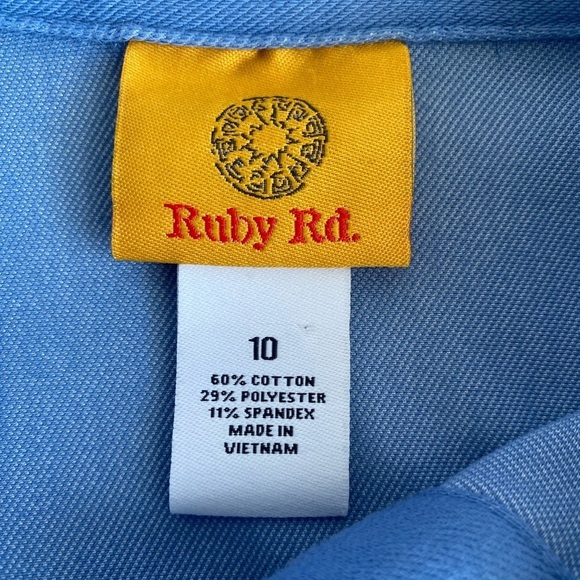 Ruby Rd.
10
60% COTTON
29% POLYESTER
11% SPANDEX
MADE IN
VIETNAM